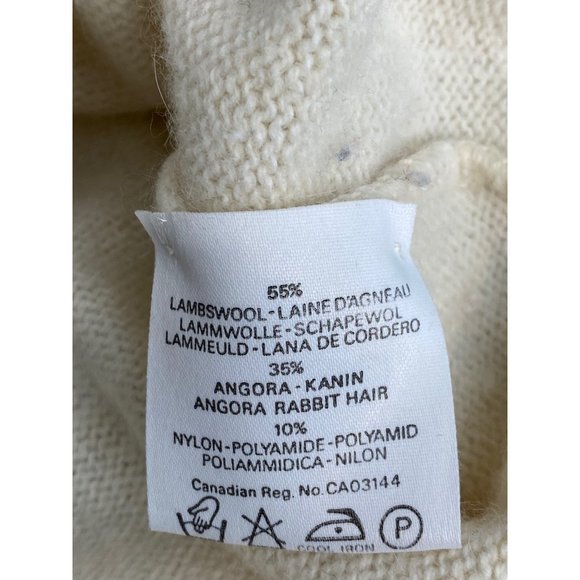 55%
LAMBSWOOL-LAINE D'AGNEAU
LAMMWOLLE-SCHAPEWOL
LAMMEULD-LANA DE CORDERO
35%
ANGORA-KANIN
ANGORA RABBIT HAIR
10%
NYLON-POLYAMIDE-POLYAMID
POLIAMMIDICA-NILON
Canadian Reg. No. CA03144
P
COOL IRON